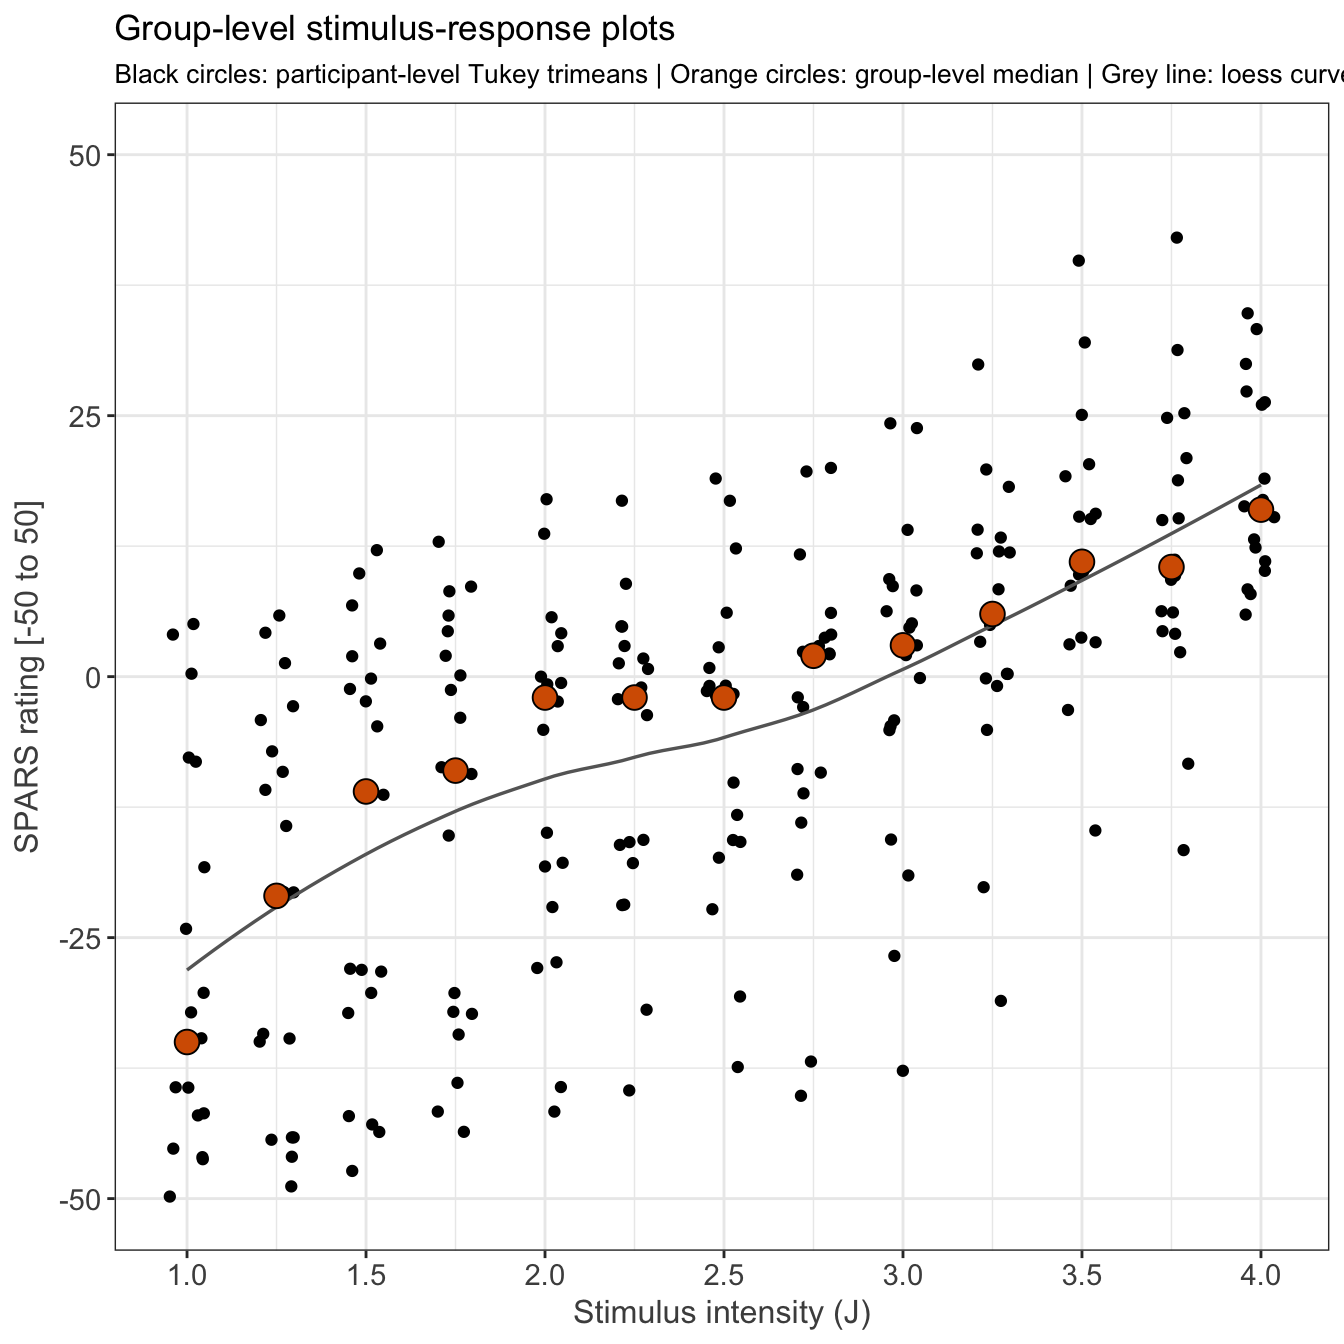 Group-level stimulus-response plots
Black circles: participant-level Tukey trimeans | Orange circles: group-level median | Grey line: loess curve
50
25
0
-25
-50
SPARS rating [-50 to 50]
1.0 1.5 2.0 2.5 3.0 3.5 4.0
Stimulus intensity (J)